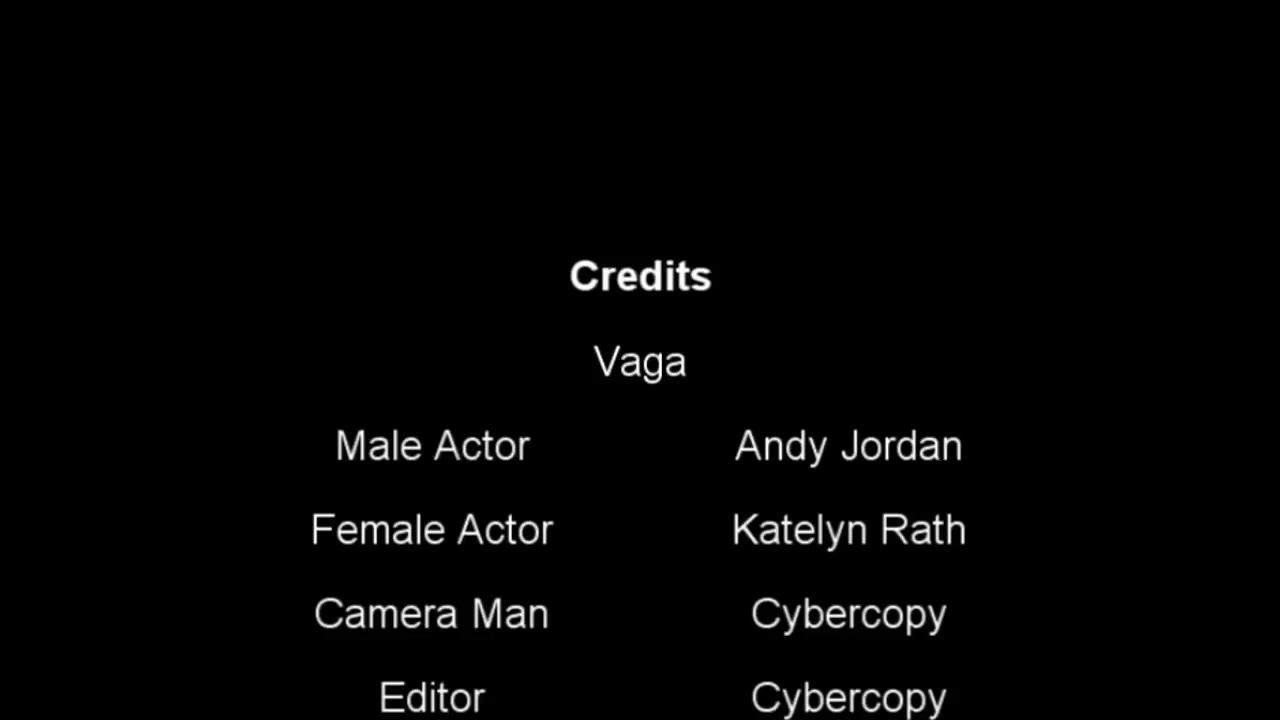 Credits
Vaga
Male Actor Andy Jordan
Female Actor Katelyn Rath
Camera Man Cybercopy
Editor Cybercopy